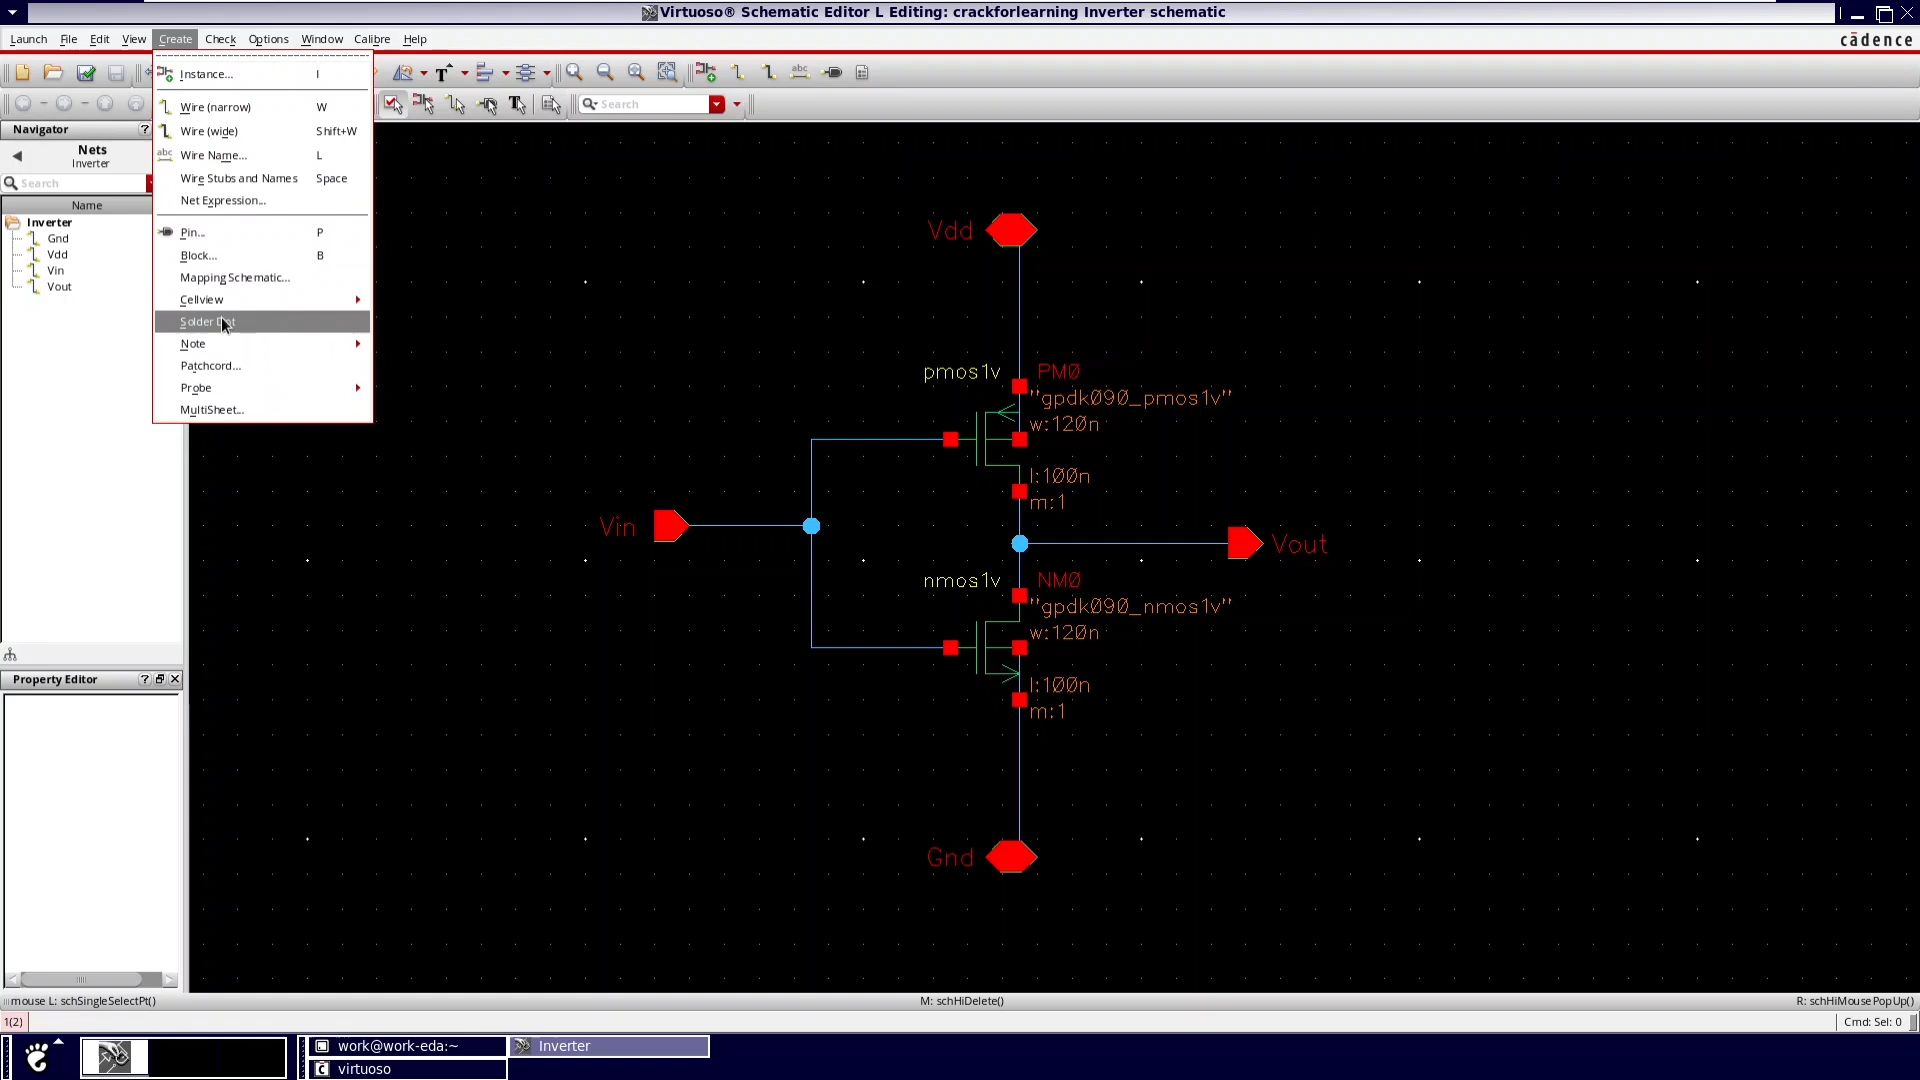 Virtuoso® Schematic Editor L Editing: crackforlearning Inverter schematic
Launch File Edit View Create Check Options Window Calibre Help
cādence
Instance... I
Wire (narrow) W
Wire (wide) Shift+W
Wire Name... L
Wire Stubs and Names Space
Net Expression...
Pin... P
Block... B
Mapping Schematic...
Cellview
Solder Dot
Note
Patchcord...
Probe
MultiSheet...
abc
T
abc
T
Search
Navigator ?
Nets
Inverter
Search
Name
Inverter
Gnd
Vdd
Vin
Vout
Property Editor ?
Vdd
pmos1v PM0
"gpdk090_pmos1v"
w:120n
l:100n
m:1
Vin
Vout
nmos1v NM0
"gpdk090_nmos1v"
w:120n
l:100n
m:1
Gnd
mouse L: schSingleSelectPt() M: schHiDelete() R: schHiMousePopUp()
1(2) Cmd: Sel: 0
work@work-eda:~ Inverter
virtuoso